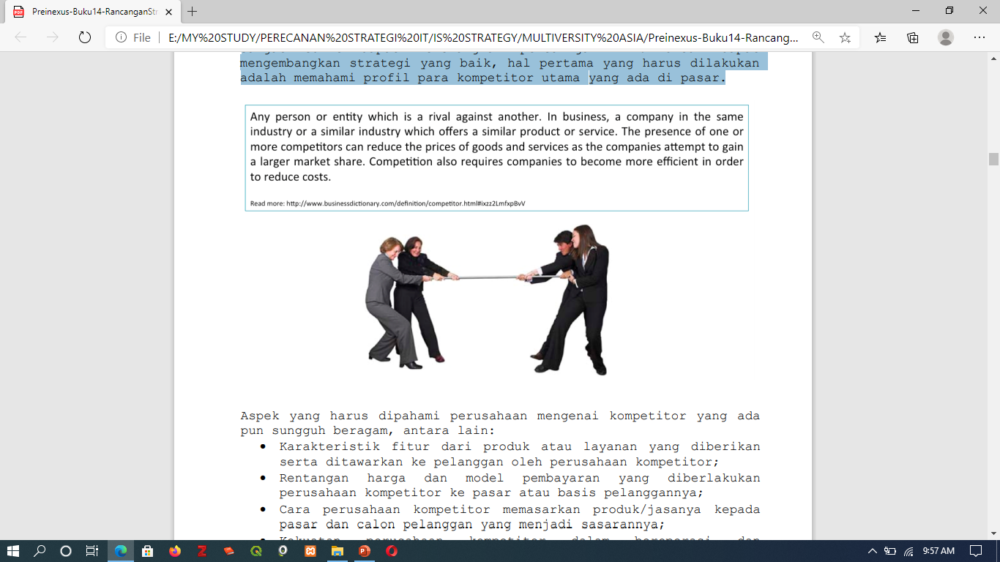 Preinexus-Buku14-RancanganStr
File
E:/MY%20STUDY/PERECANAN%20STRATEGI%20IT/IS%20STRATEGY/MULTIVERSITY%20ASIA/Preinexus-Buku14-Rancang...
mengembangkan strategi yang baik, hal pertama yang harus dilakukan
adalah memahami profil para kompetitor utama yang ada di pasar.
Any person or entity which is a rival against another. In business, a company in the same
industry or a similar industry which offers a similar product or service. The presence of one or
more competitors can reduce the prices of goods and services as the companies attempt to gain
a larger market share. Competition also requires companies to become more efficient in order
to reduce costs.
Read more: http://www.businessdictionary.com/definition/competitor.html#ixzz2LmfxpBvV
Aspek yang harus dipahami perusahaan mengenai kompetitor yang ada
pun sungguh beragam, antara lain:
• Karakteristik fitur dari produk atau layanan yang diberikan
serta ditawarkan ke pelanggan oleh perusahaan kompetitor;
• Rentangan harga dan model pembayaran yang diberlakukan
perusahaan kompetitor ke pasar atau basis pelanggannya;
• Cara perusahaan kompetitor memasarkan produk/jasanya kepada
pasar dan calon pelanggan yang menjadi sasarannya;
9:57 AM